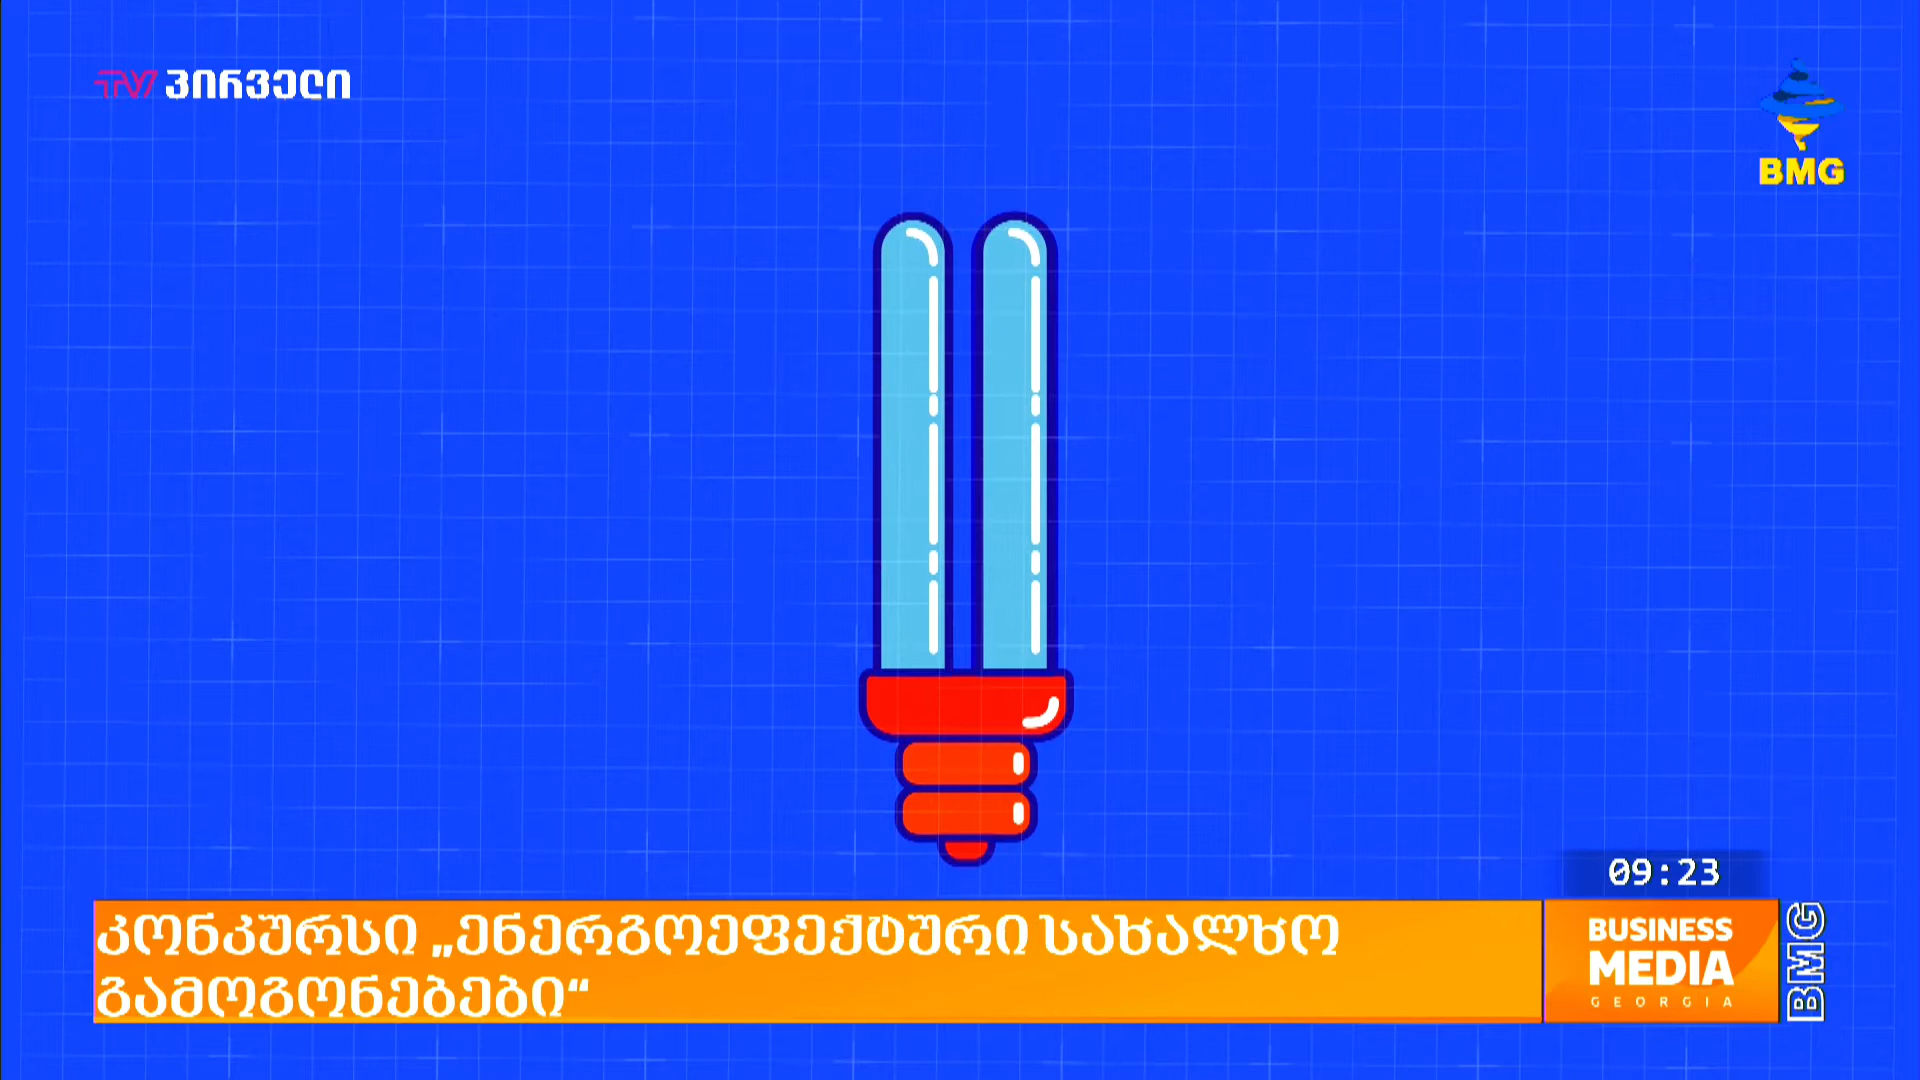 TV ᲞᲘᲠᲕᲔᲚᲘ
BMG
09:23
ᲙᲝᲜᲙᲣᲠᲡᲘ „ᲔᲜᲔᲠᲒᲝᲔᲤᲔᲥᲢᲣᲠᲘ ᲡᲐᲮᲐᲚᲮᲝ
ᲒᲐᲛᲝᲒᲝᲜᲔᲑᲔᲑᲘ“
BUSINESS
MEDIA
GEORGIA
BMG